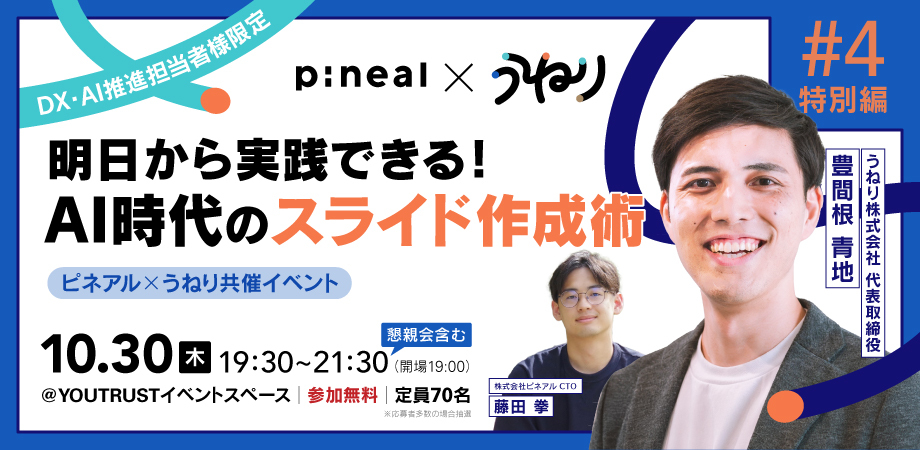 DX・AI推進担当者様限定
p:neal × うねり
#4
特別編
明日から実践できる!
AI時代のスライド作成術
ピネアル×うねり共催イベント
懇親会含む
10.30 木 19:30~21:30 (開場19:00)
@YOUTRUSTイベントスペース|参加無料|定員70名
※応募者多数の場合抽選
株式会社ピネアル CTO
藤田 拳
うねり株式会社 代表取締役
豊間根 青地